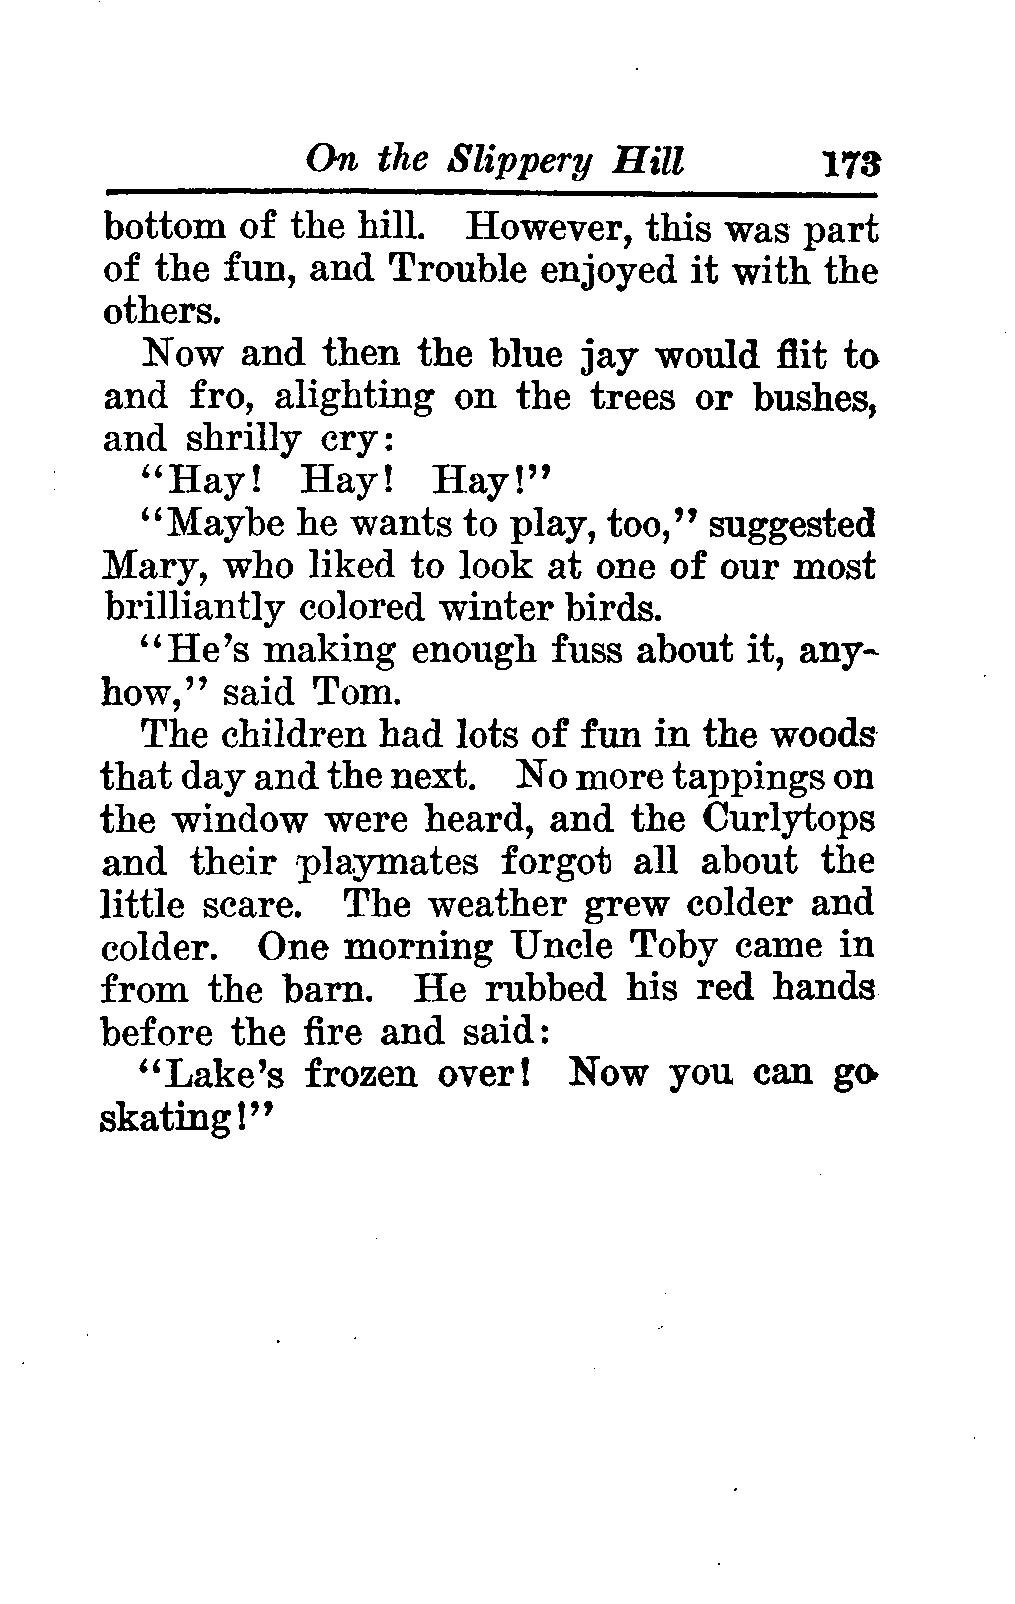 On the Slippery Hill 173
bottom of the hill. However, this was part
of the fun, and Trouble enjoyed it with the
others.
Now and then the blue jay would flit to
and fro, alighting on the trees or bushes,
and shrilly cry:
"Hay! Hay! Hay!"
"Maybe he wants to play, too," suggested
Mary, who liked to look at one of our most
brilliantly colored winter birds.
"He's making enough fuss about it, any-
how," said Tom.
The children had lots of fun in the woods
that day and the next. No more tappings on
the window were heard, and the Curlytops
and their playmates forgot all about the
little scare. The weather grew colder and
colder. One morning Uncle Toby came in
from the barn. He rubbed his red hands
before the fire and said:
"Lake's frozen over! Now you can go
skating!"